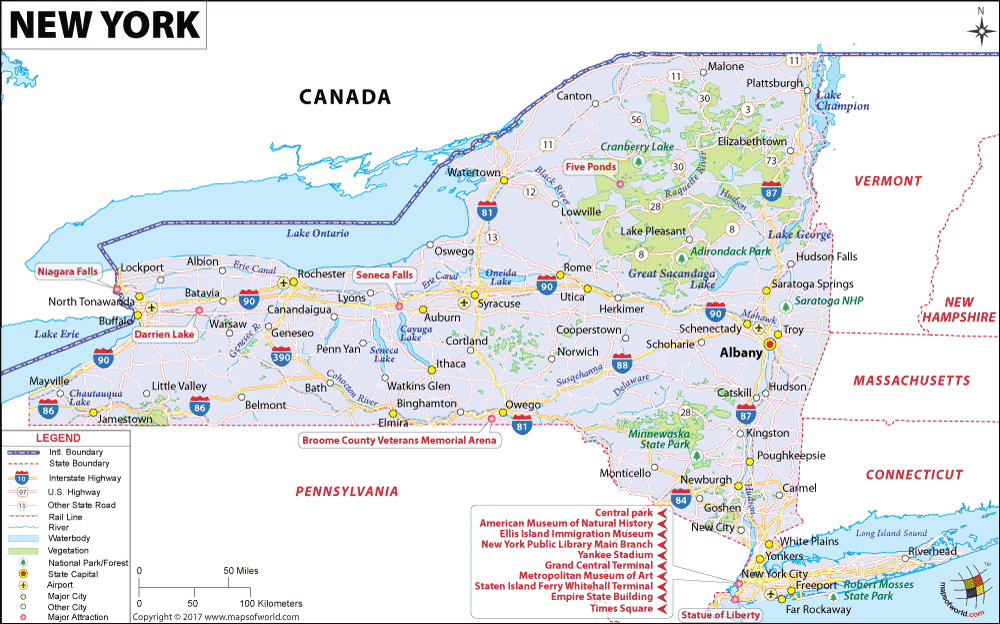 NEW YORK
N
CANADA
Malone
11
11
Plattsburgh
Lake
Champion
Canton
30
3
56
Elizabethtown
Cranberry Lake
11
73
Five Ponds
30
Raquette River
Watertown
Black River
12
87
VERMONT
Hudson
28
81
Lowville
Lake Pleasant
8
Lake George
Lake Ontario
13
Oswego
8
Adirondack Park
Hudson Falls
Niagara Falls
Lockport
Albion
Erie Canal
Rochester
Seneca Falls
Erie Canal
Oneida
Lake
Rome
Great Sacandaga
Lake
Saratoga Springs
North Tonawanda
Batavia
90
Lyons
Syracuse
90
Utica
Herkimer
Saratoga NHP
NEW
HAMPSHIRE
Buffalo
Canandaigua
Auburn
90
Mohawk
Lake Erie
Darrien Lake
Warsaw
Genesee R.
Geneseo
Cayuga
Lake
Cooperstown
Schenectady
Troy
90
390
Penn Yan
Seneca
Lake
Cortland
Schoharie
Albany
Norwich
88
Ithaca
Susqehanna
Delaware
MASSACHUSETTS
Mayville
Chautauqua
Lake
Little Valley
Bath
Cohocton River
Watkins Glen
Hudson
Catskill
86
86
Belmont
Binghamton
Owego
87
Jamestown
Elmira
81
28
Kingston
Broome County Veterans Memorial Arena
Minnewaska
State Park
Poughkeepsie
Monticello
CONNECTICUT
PENNSYLVANIA
Newburgh
84
Carmel
Goshen
Hudson
New City
White Plains
Long Island Sound
Yonkers
Riverhead
New York City
Freeport
Robert Mosses
State Park
Far Rockaway
Statue of Liberty
Central park
American Museum of Natural History
Ellis Island Immigration Museum
New York Public Library Main Branch
Yankee Stadium
Grand Central Terminal
Metropolitan Museum of Art
Staten Island Ferry Whitehall Terminal
Empire State Building
Times Square
LEGEND
Intl. Boundary
State Boundary
10 Interstate Highway
97 U.S. Highway
13 Other State Road
Rail Line
River
Waterbody
Vegetation
National Park/Forest
State Capital
Airport
Major City
Other City
Major Attraction
0 50 Miles
0 50 100 Kilometers
Copyright © 2017 www.mapsofworld.com
TM
mapsofworld.com